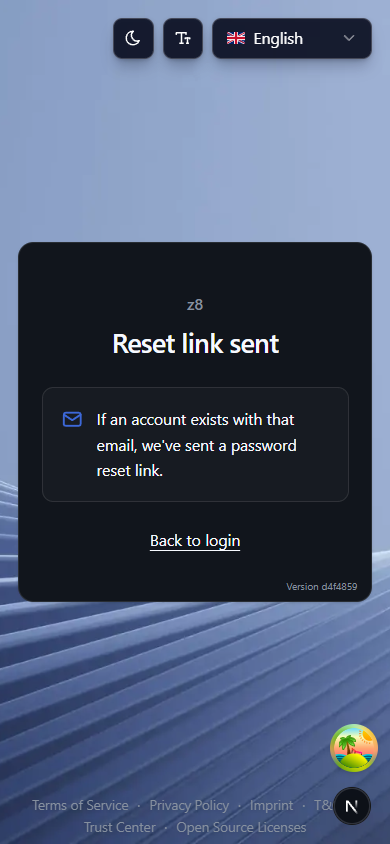 English
z8
Reset link sent
If an account exists with that
email, we've sent a password
reset link.
Back to login
Version d4f4859
Terms of Service · Privacy Policy · Imprint · T&
N
Trust Center · Open Source Licenses